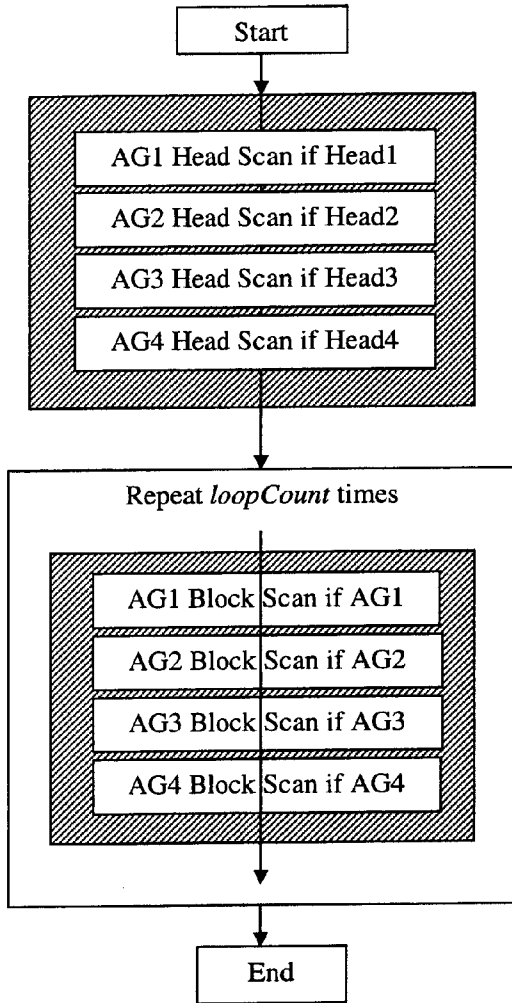 Start
AG1 Head Scan if Head1
AG2 Head Scan if Head2
AG3 Head Scan if Head3
AG4 Head Scan if Head4
Repeat loopCount times
AG1 Block Scan if AG1
AG2 Block Scan if AG2
AG3 Block Scan if AG3
AG4 Block Scan if AG4
End